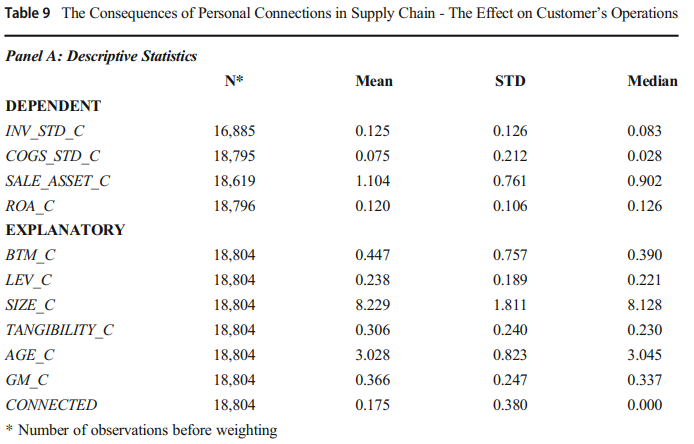 Table 9 The Consequences of Personal Connections in Supply Chain - The Effect on Customer's Operations
Panel A: Descriptive Statistics
N* Mean STD Median
DEPENDENT
INV_STD_C 16,885 0.125 0.126 0.083
COGS_STD_C 18,795 0.075 0.212 0.028
SALE_ASSET_C 18,619 1.104 0.761 0.902
ROA_C 18,796 0.120 0.106 0.126
EXPLANATORY
BTM_C 18,804 0.447 0.757 0.390
LEV_C 18,804 0.238 0.189 0.221
SIZE_C 18,804 8.229 1.811 8.128
TANGIBILITY_C 18,804 0.306 0.240 0.230
AGE_C 18,804 3.028 0.823 3.045
GM_C 18,804 0.366 0.247 0.337
CONNECTED 18,804 0.175 0.380 0.000
* Number of observations before weighting